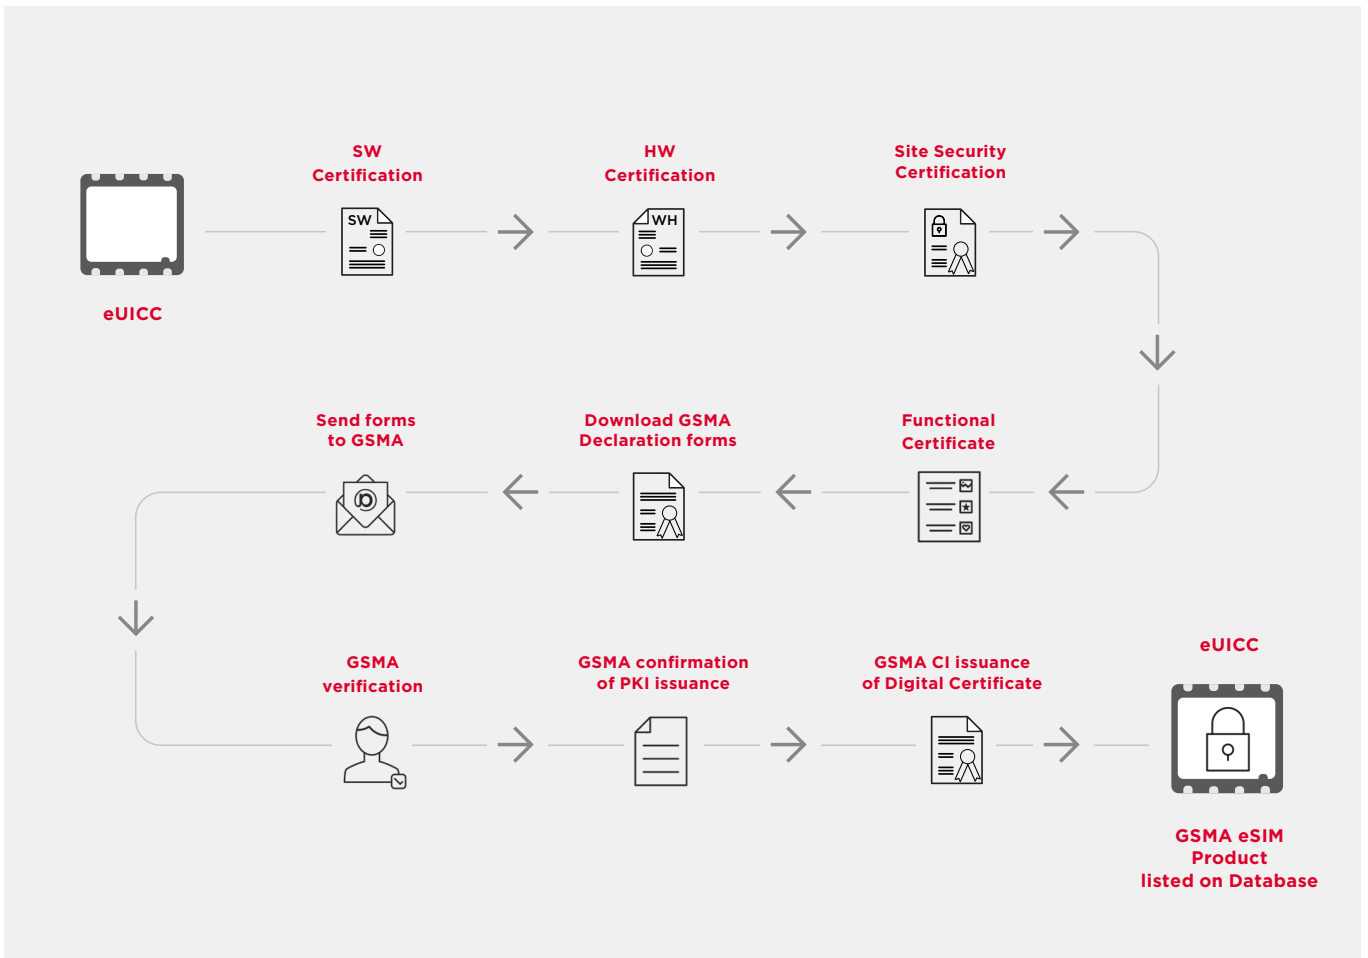 SW
Certification
HW
Certification
Site Security
Certification
SW
WH
eUICC
Functional
Certificate
Download GSMA
Declaration forms
Send forms
to GSMA
GSMA
verification
GSMA confirmation
of PKI issuance
GSMA CI issuance
of Digital Certificate
eUICC
GSMA eSIM
Product
listed on Database